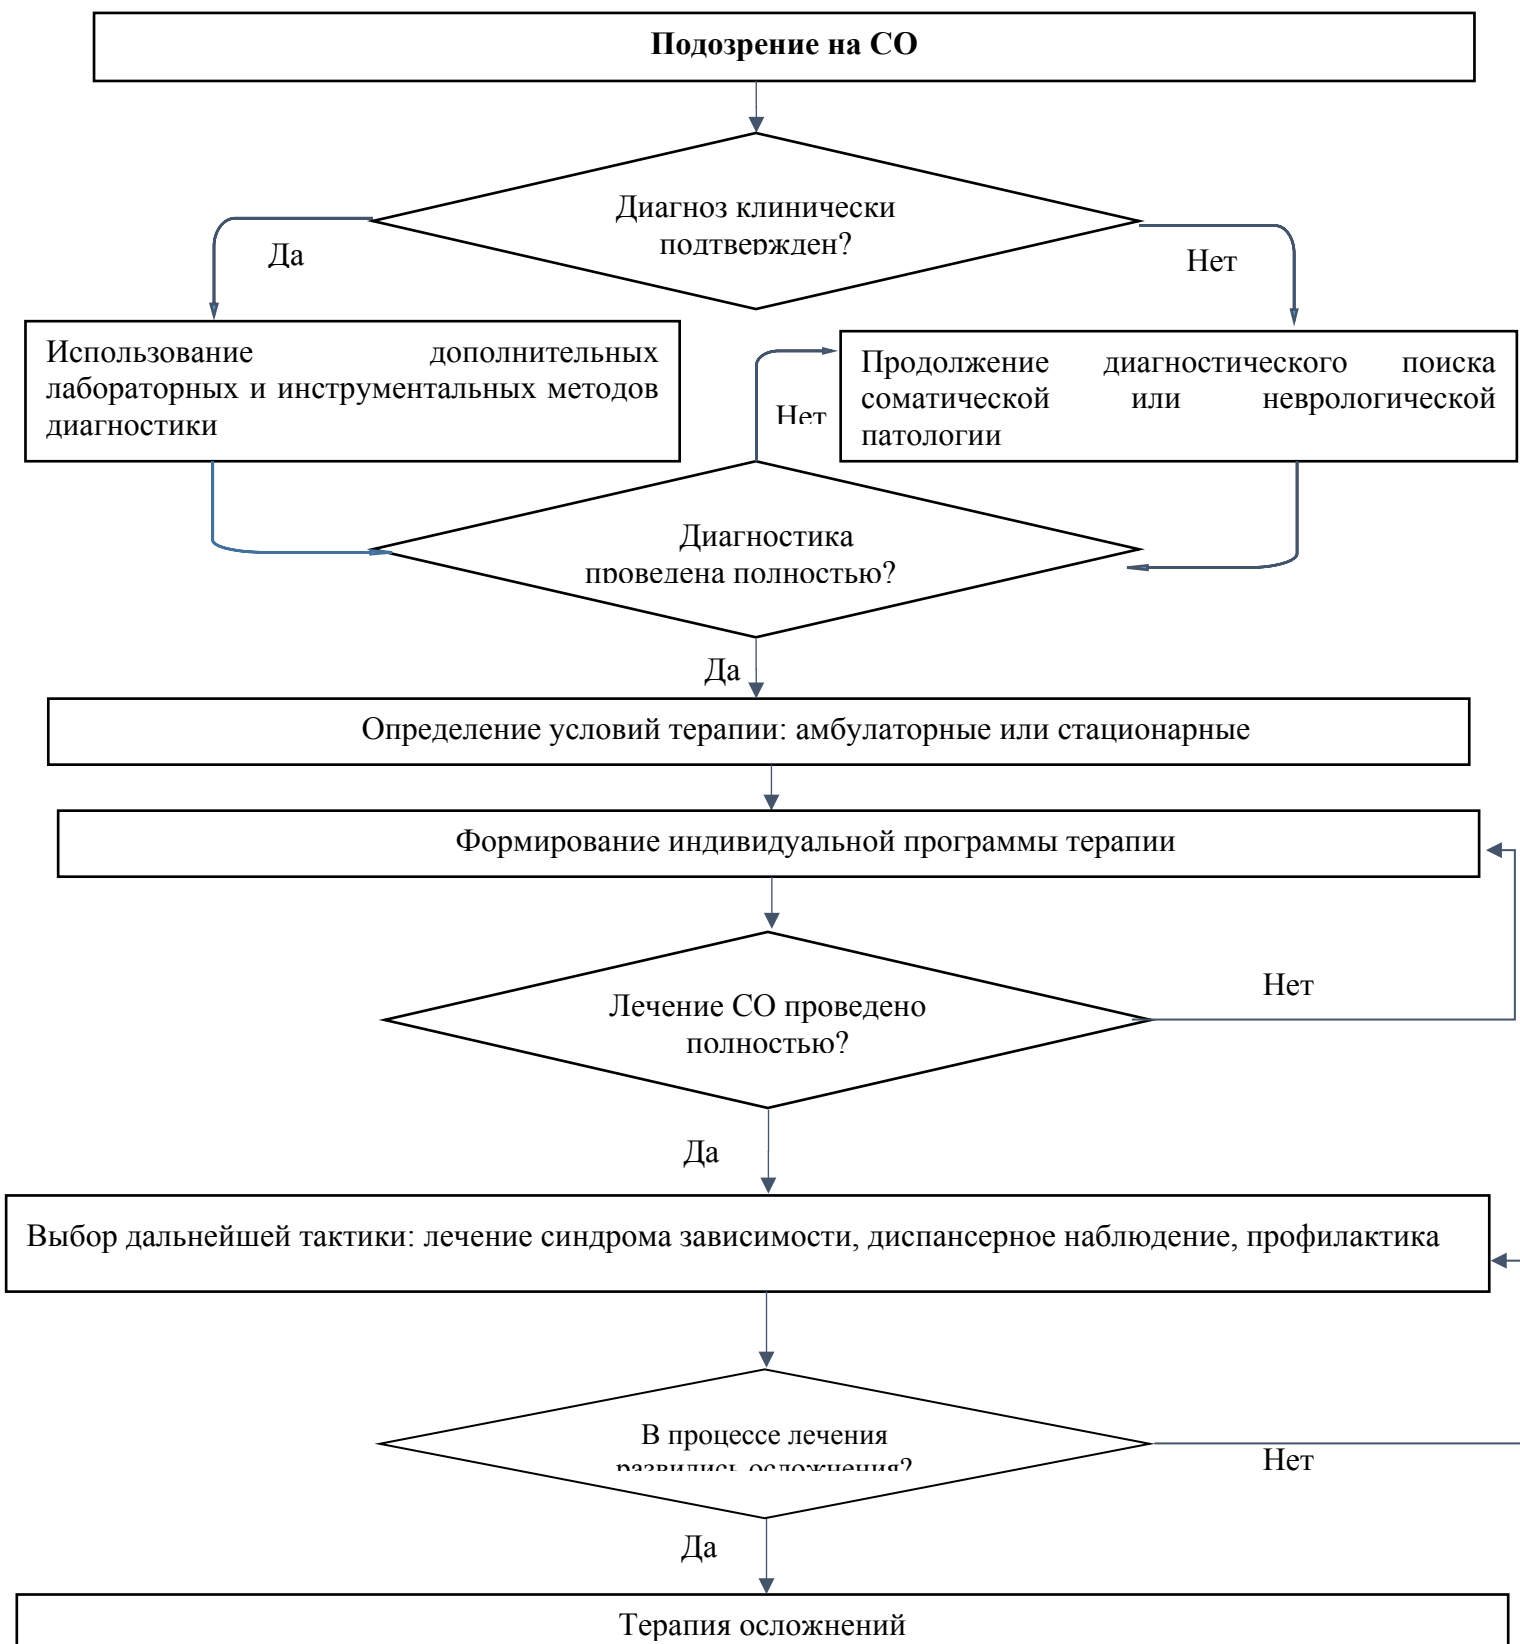 Подозрение на СО
Диагноз клинически
подтвержден?
Да
Нет
Использование дополнительных
лабораторных и инструментальных методов
диагностики
Продолжение диагностического поиска
соматической или неврологической
патологии
Нет
Диагностика
проведена полностью?
Да
Определение условий терапии: амбулаторные или стационарные
Формирование индивидуальной программы терапии
Лечение СО проведено
полностью?
Нет
Да
Выбор дальнейшей тактики: лечение синдрома зависимости, диспансерное наблюдение, профилактика
В процессе лечения
развились осложнения?
Нет
Да
Терапия осложнений